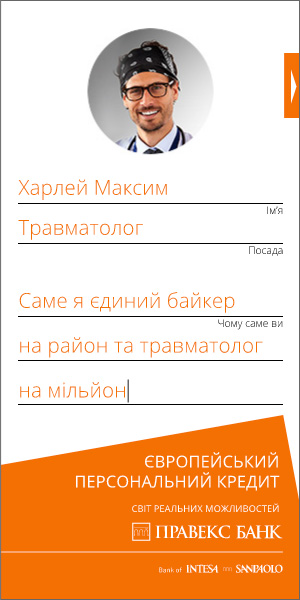 Харлей Максим
Ім'я
Травматолог
Посада
Саме я єдиний байкер
Чому саме ви
на район та травматолог
на мільйон
ЄВРОПЕЙСЬКИЙ
ПЕРСОНАЛЬНИЙ КРЕДИТ
СВІТ РЕАЛЬНИХ МОЖЛИВОСТЕЙ
ПРАВЕКС БАНК
Bank of INTESA SANPAOLO